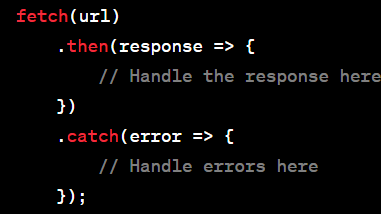 fetch(url)
    .then(response => {
        // Handle the response here
    })
    .catch(error => {
        // Handle errors here
    });